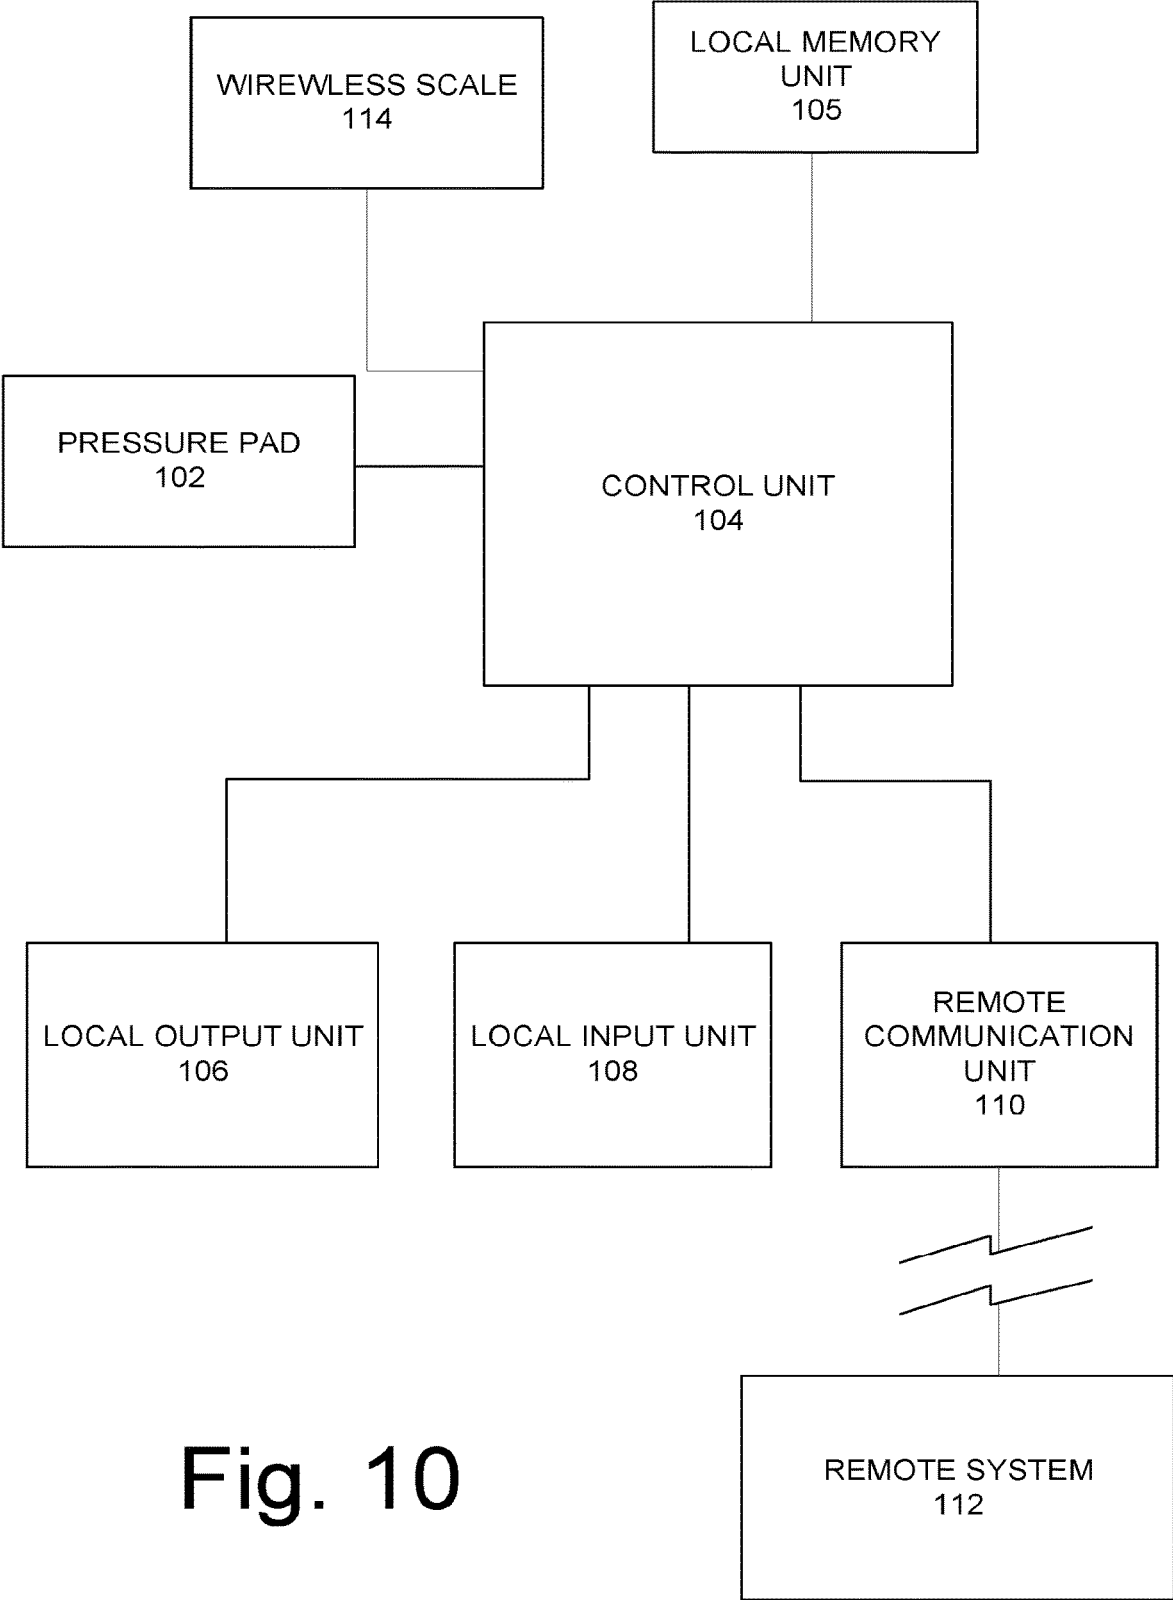 WIREWLESS SCALE
114
LOCAL MEMORY
UNIT
105
PRESSURE PAD
102
CONTROL UNIT
104
LOCAL OUTPUT UNIT
106
LOCAL INPUT UNIT
108
REMOTE
COMMUNICATION
UNIT
110
REMOTE SYSTEM
112
Fig. 10